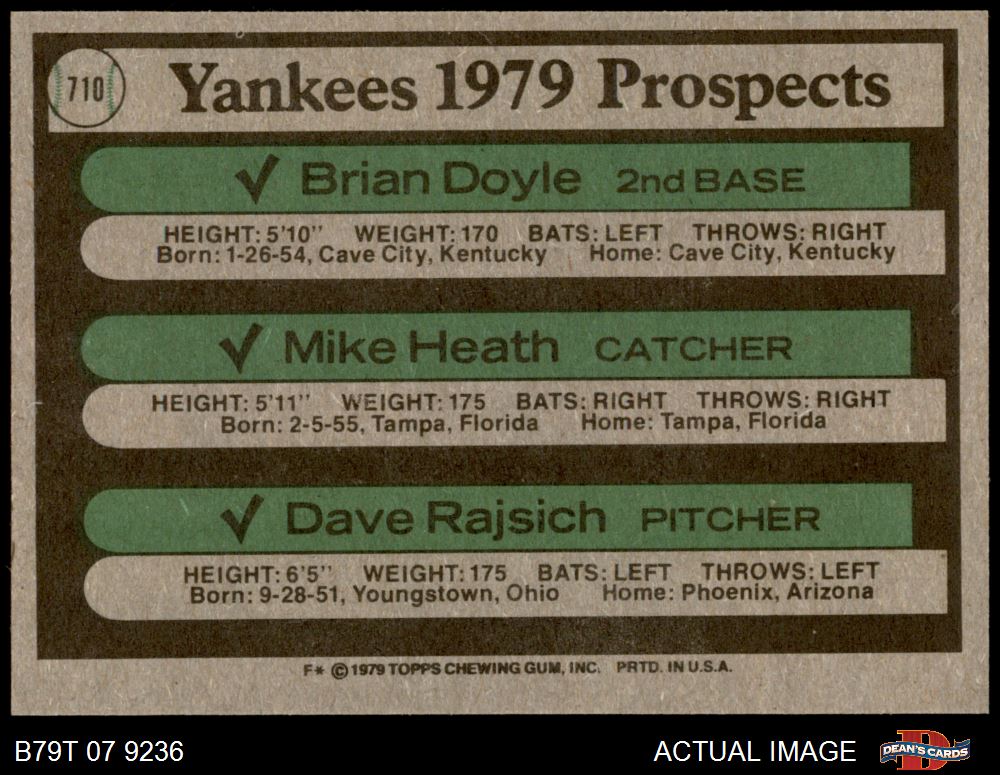 710
Yankees 1979 Prospects
✓ Brian Doyle 2nd BASE
HEIGHT: 5'10" WEIGHT: 170 BATS: LEFT THROWS: RIGHT
Born: 1-26-54, Cave City, Kentucky Home: Cave City, Kentucky
✓ Mike Heath CATCHER
HEIGHT: 5'11" WEIGHT: 175 BATS: RIGHT THROWS: RIGHT
Born: 2-5-55, Tampa, Florida Home: Tampa, Florida
✓ Dave Rajsich PITCHER
HEIGHT: 6'5" WEIGHT: 175 BATS: LEFT THROWS: LEFT
Born: 9-28-51, Youngstown, Ohio Home: Phoenix, Arizona
F* © 1979 TOPPS CHEWING GUM, INC. PRTD. IN U.S.A.
B79T 07 9236 ACTUAL IMAGE D DEAN'S CARDS